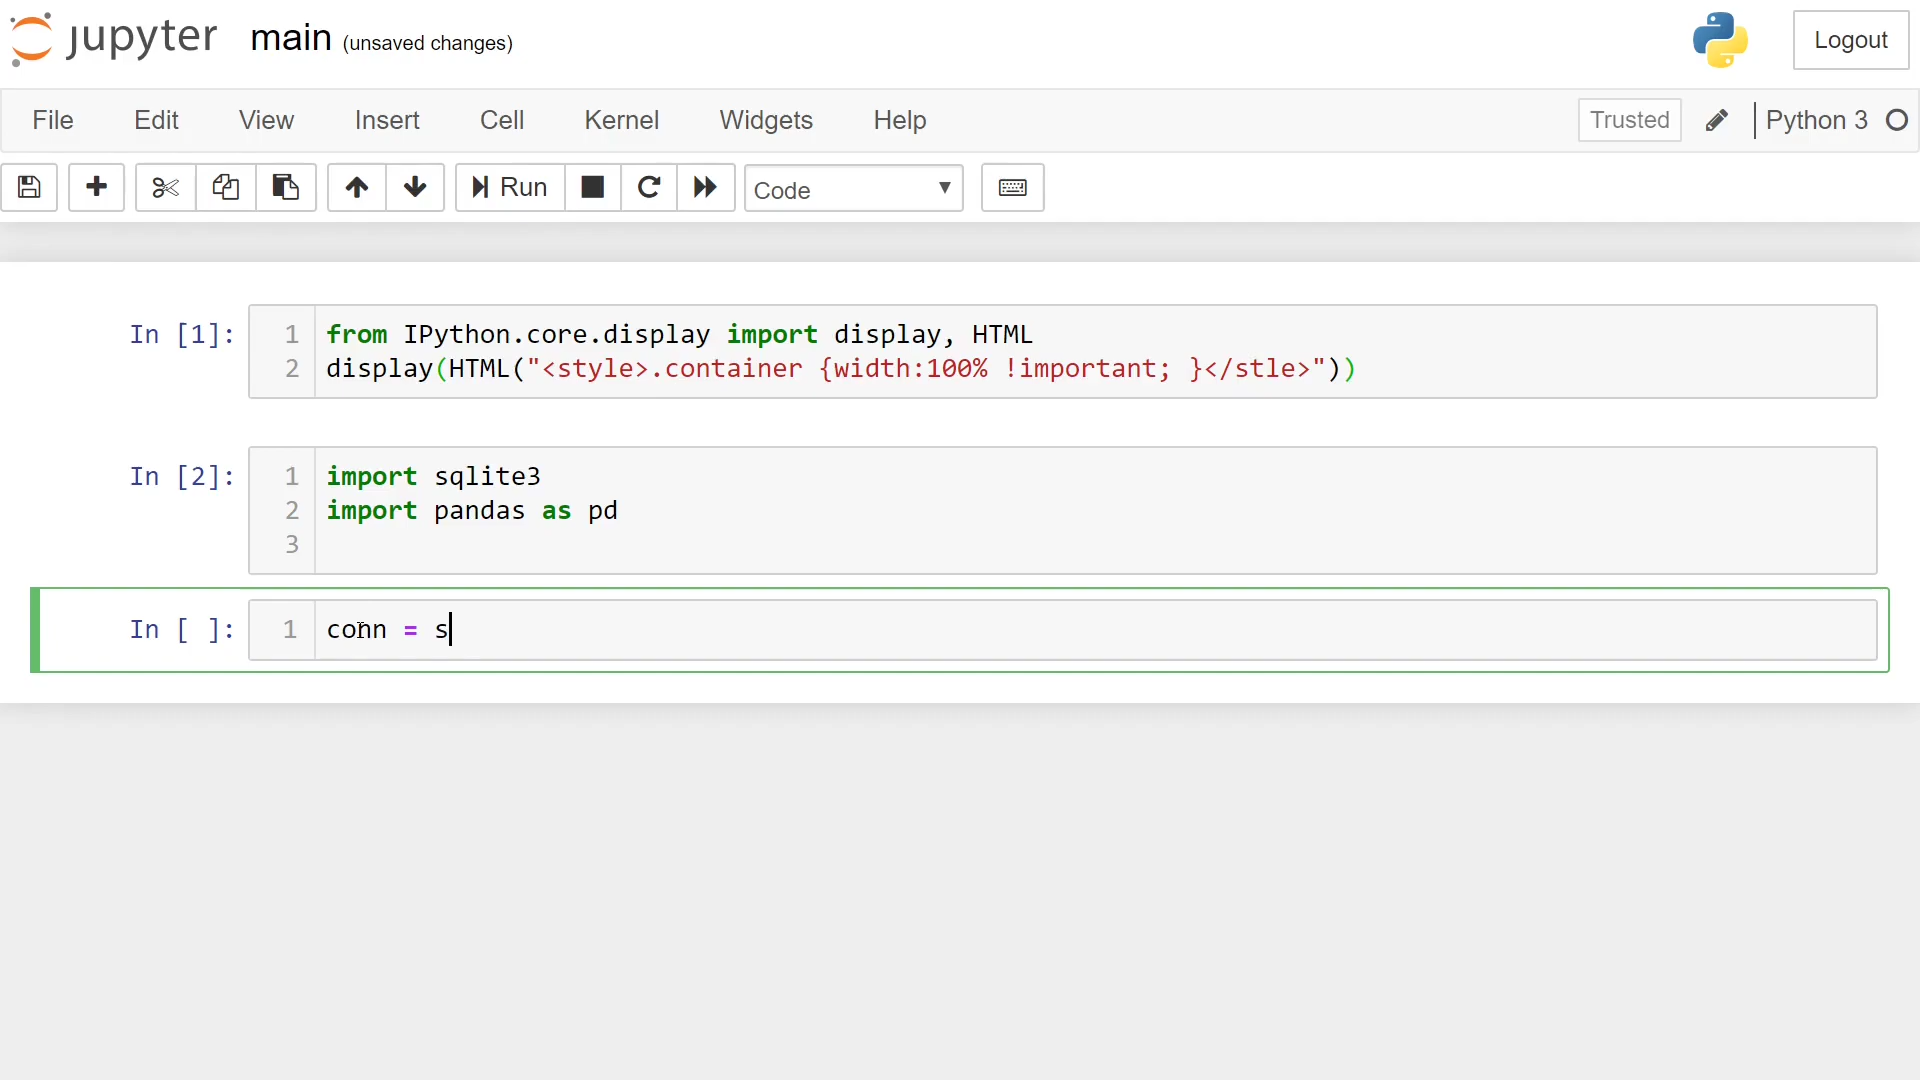 jupyter main (unsaved changes) Logout
File Edit View Insert Cell Kernel Widgets Help Trusted Python 3
Run Code
In [1]: 1 from IPython.core.display import display, HTML
2 display(HTML("<style>.container {width:100% !important; }</stle>"))
In [2]: 1 import sqlite3
2 import pandas as pd
3
In [ ]: 1 conn = s